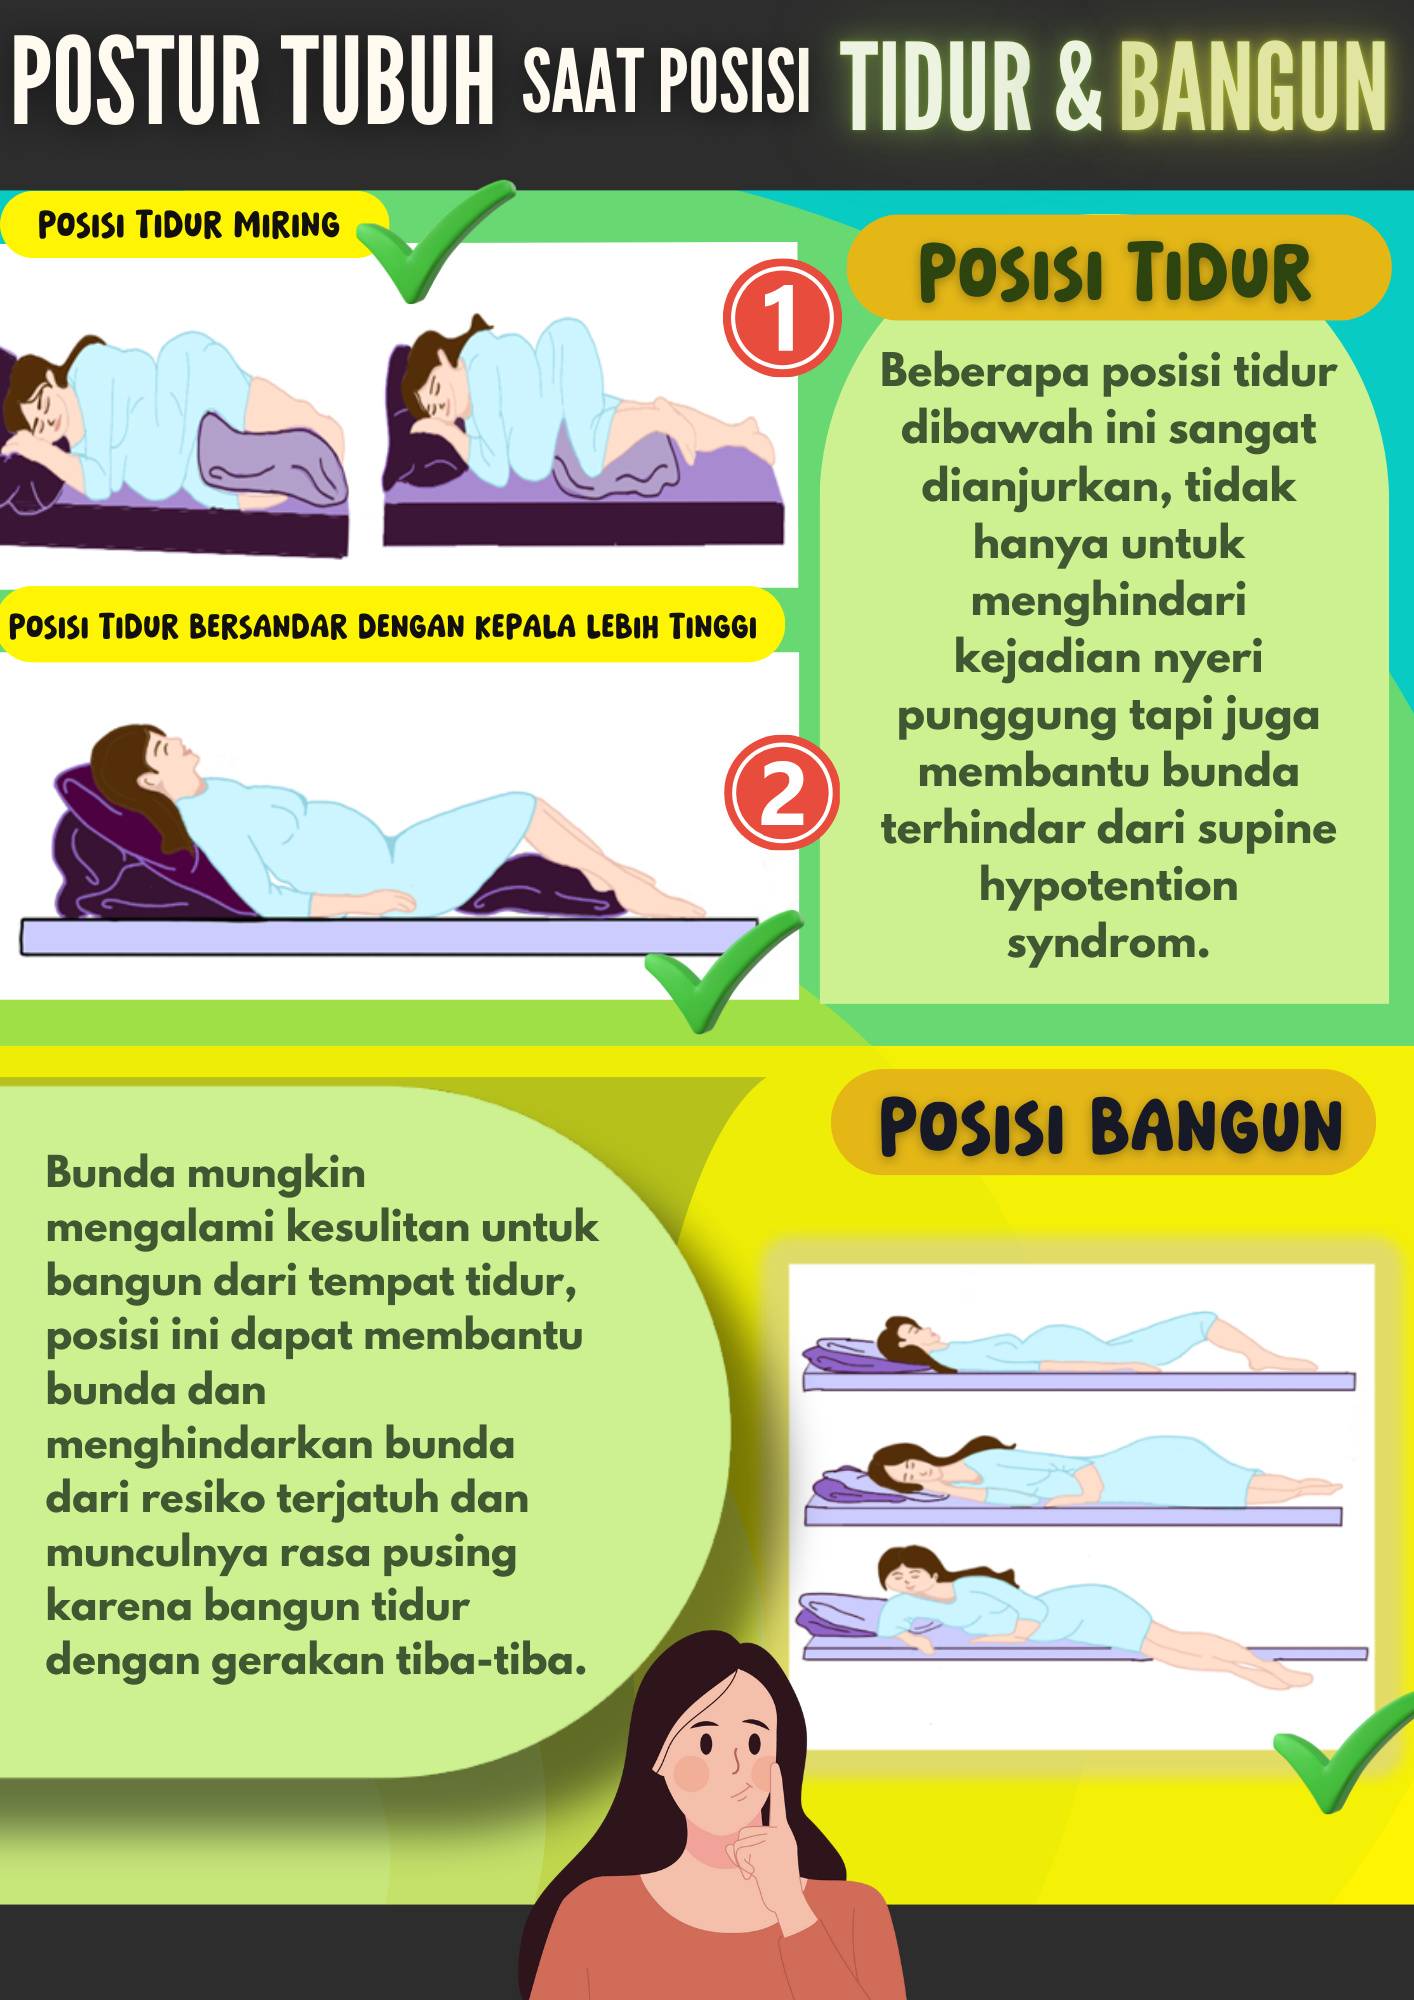 POSTUR TUBUH SAAT POSISI TIDUR & BANGUN
POSISI TIDUR MIRING
1
POSISI TIDUR BERSANDAR DENGAN KEPALA LEBIH TINGGI
2
POSISI TIDUR
Beberapa posisi tidur
dibawah ini sangat
dianjurkan, tidak
hanya untuk
menghindari
kejadian nyeri
punggung tapi juga
membantu bunda
terhindar dari supine
hypotention
syndrom.
POSISI BANGUN
Bunda mungkin
mengalami kesulitan untuk
bangun dari tempat tidur,
posisi ini dapat membantu
bunda dan
menghindarkan bunda
dari resiko terjatuh dan
munculnya rasa pusing
karena bangun tidur
dengan gerakan tiba-tiba.